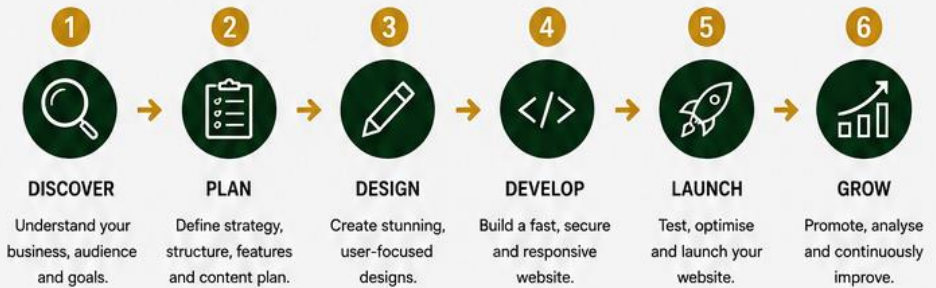 1
2
3
4
5
6
</>
DISCOVER
Understand your
business, audience
and goals.
PLAN
Define strategy,
structure, features
and content plan.
DESIGN
Create stunning,
user-focused
designs.
DEVELOP
Build a fast, secure
and responsive
website.
LAUNCH
Test, optimise
and launch your
website.
GROW
Promote, analyse
and continuously
improve.